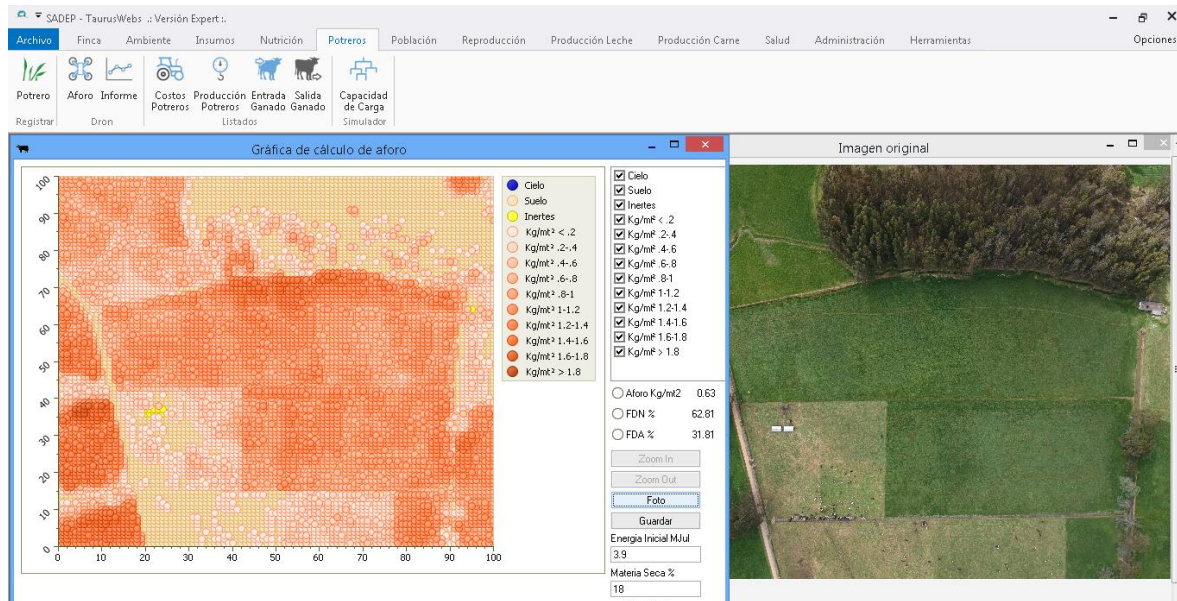 SADEP - TaurusWebs .: Versión Expert :.
Archivo Finca Ambiente Insumos Nutrición Potreros Población Reproducción Producción Leche Producción Carne Salud Administración Herramientas Opciones
Potrero Aforo Informe Costos Potreros Producción Potreros Entrada Ganado Salida Ganado Capacidad de Carga
Registrar Dron Listados Simulador
Gráfica de cálculo de aforo
Imagen original
100
90
80
70
60
50
40
30
20
10
0
0 10 20 30 40 50 60 70 80 90 100
Cielo
Suelo
Inertes
Kg/mt² < .2
Kg/mt² .2-.4
Kg/mt² .4-.6
Kg/mt² .6-.8
Kg/mt² .8-1
Kg/mt² 1-1.2
Kg/mt² 1.2-1.4
Kg/mt² 1.4-1.6
Kg/mt² 1.6-1.8
Kg/mt² > 1.8
Cielo
Suelo
Inertes
Kg/mt² < .2
Kg/mt² .2-.4
Kg/mt² .4-.6
Kg/mt² .6-.8
Kg/mt² .8-1
Kg/mt² 1-1.2
Kg/mt² 1.2-1.4
Kg/mt² 1.4-1.6
Kg/mt² 1.6-1.8
Kg/mt² > 1.8
Aforo Kg/mt2 0.63
FDN % 62.81
FDA % 31.81
Zoom In
Zoom Out
Foto
Guardar
Energia Inicial MJul
3.9
Materia Seca %
18